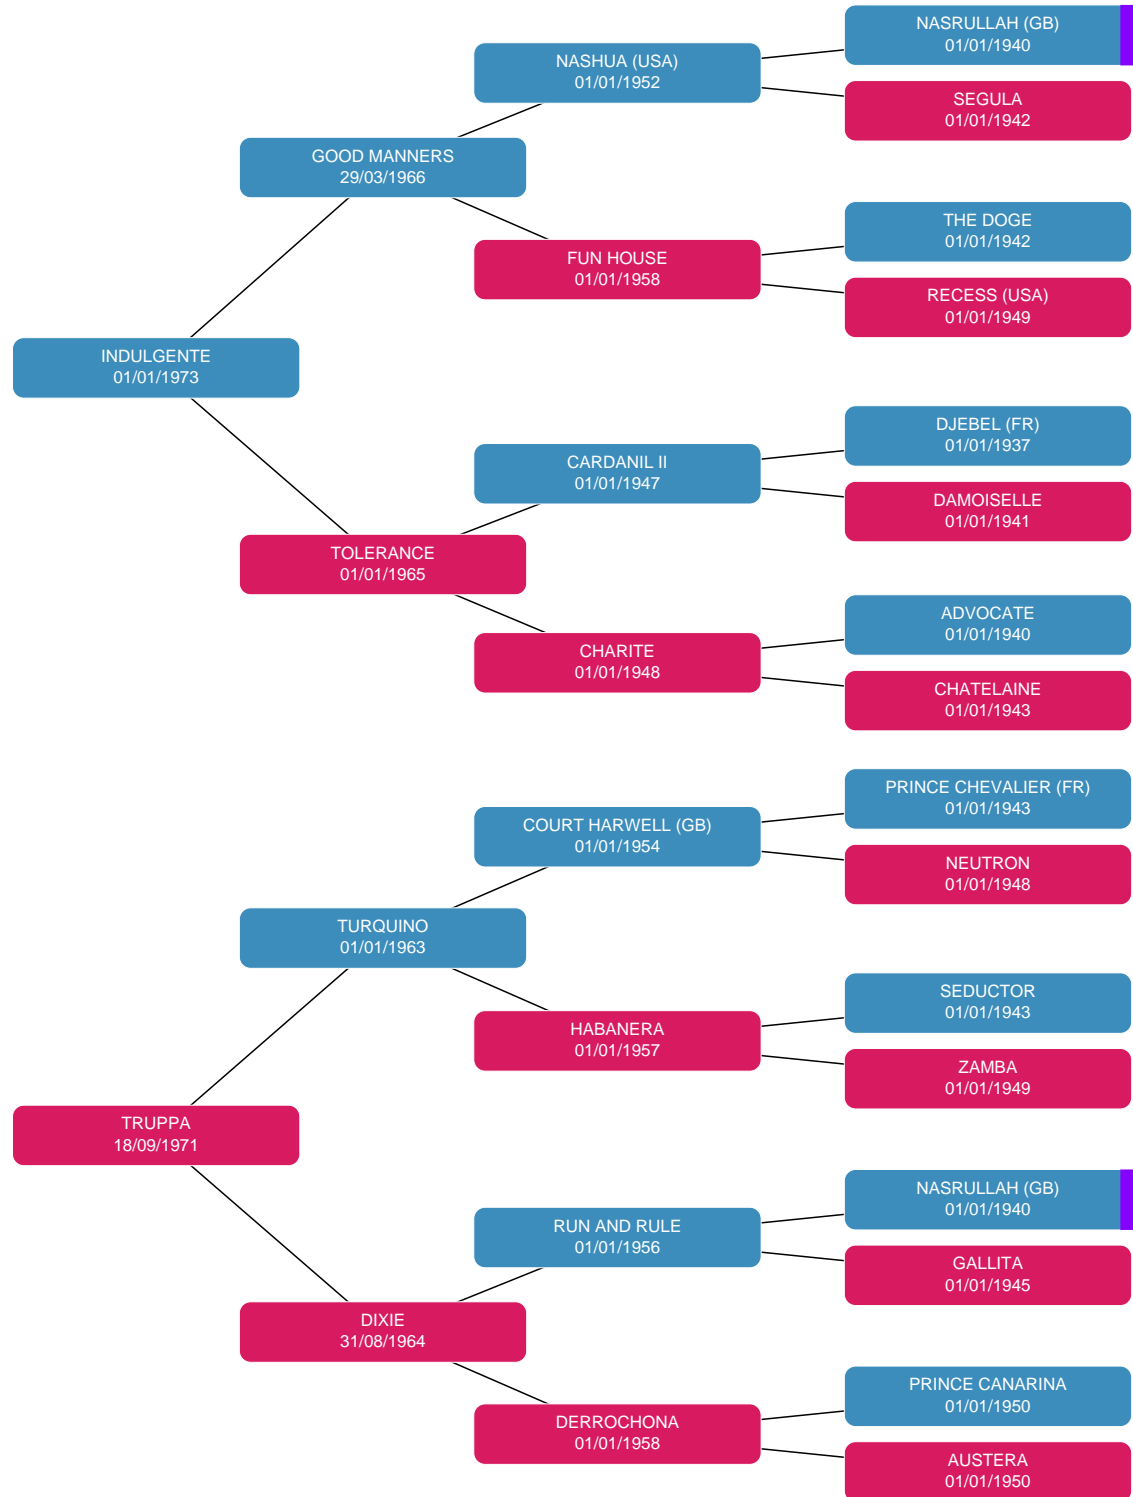 NASRULLAH (GB)
01/01/1940
NASHUA (USA)
01/01/1952
SEGULA
01/01/1942
GOOD MANNERS
29/03/1966
THE DOGE
01/01/1942
FUN HOUSE
01/01/1958
RECESS (USA)
01/01/1949
INDULGENTE
01/01/1973
DJEBEL (FR)
01/01/1937
CARDANIL II
01/01/1947
DAMOISELLE
01/01/1941
TOLERANCE
01/01/1965
ADVOCATE
01/01/1940
CHARITE
01/01/1948
CHATELAINE
01/01/1943
PRINCE CHEVALIER (FR)
01/01/1943
COURT HARWELL (GB)
01/01/1954
NEUTRON
01/01/1948
TURQUINO
01/01/1963
SEDUCTOR
01/01/1943
HABANERA
01/01/1957
ZAMBA
01/01/1949
TRUPPA
18/09/1971
NASRULLAH (GB)
01/01/1940
RUN AND RULE
01/01/1956
GALLITA
01/01/1945
DIXIE
31/08/1964
PRINCE CANARINA
01/01/1950
DERROCHONA
01/01/1958
AUSTERA
01/01/1950